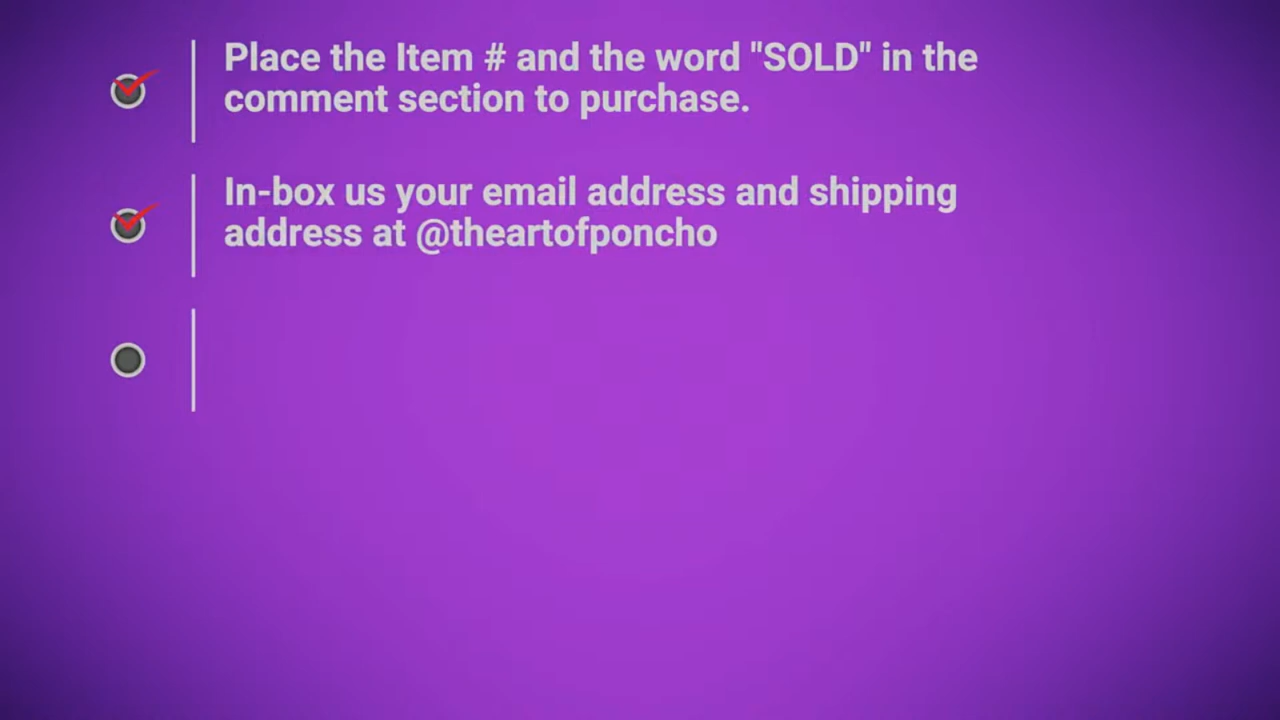 Place the Item # and the word "SOLD" in the
comment section to purchase.
In-box us your email address and shipping
address at @theartofponcho